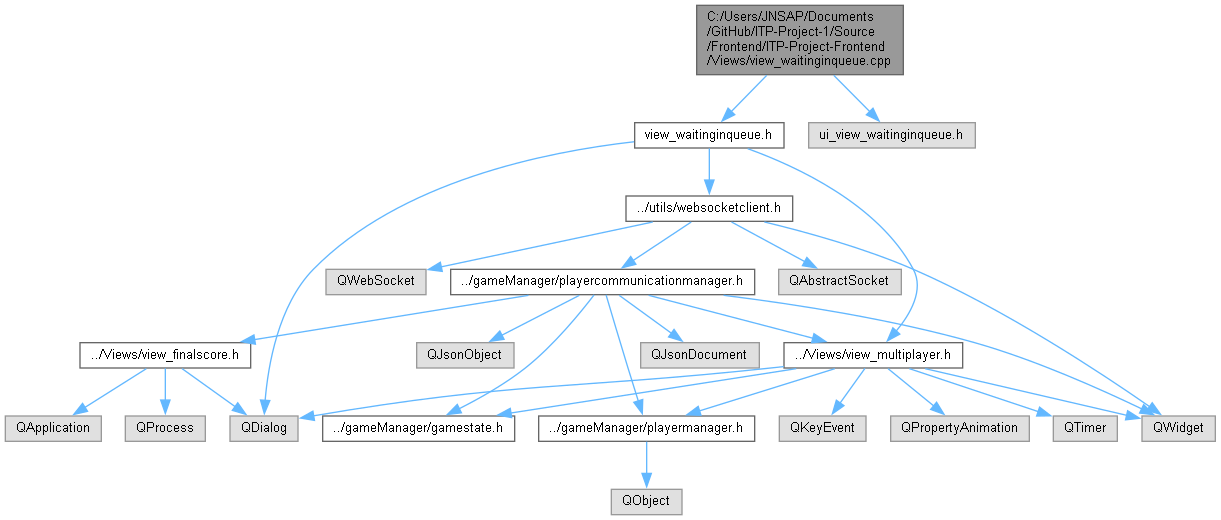 C:/Users/JNSAP/Documents
/GitHub/ITP-Project-1/Source
/Frontend/ITP-Project-Frontend
/Views/view_waitinginqueue.cpp
view_waitinginqueue.h
ui_view_waitinginqueue.h
../utils/websocketclient.h
QWebSocket
../gameManager/playercommunicationmanager.h
QAbstractSocket
../Views/view_finalscore.h
QJsonObject
QJsonDocument
../Views/view_multiplayer.h
QApplication
QProcess
QDialog
../gameManager/gamestate.h
../gameManager/playermanager.h
QKeyEvent
QPropertyAnimation
QTimer
QWidget
QObject